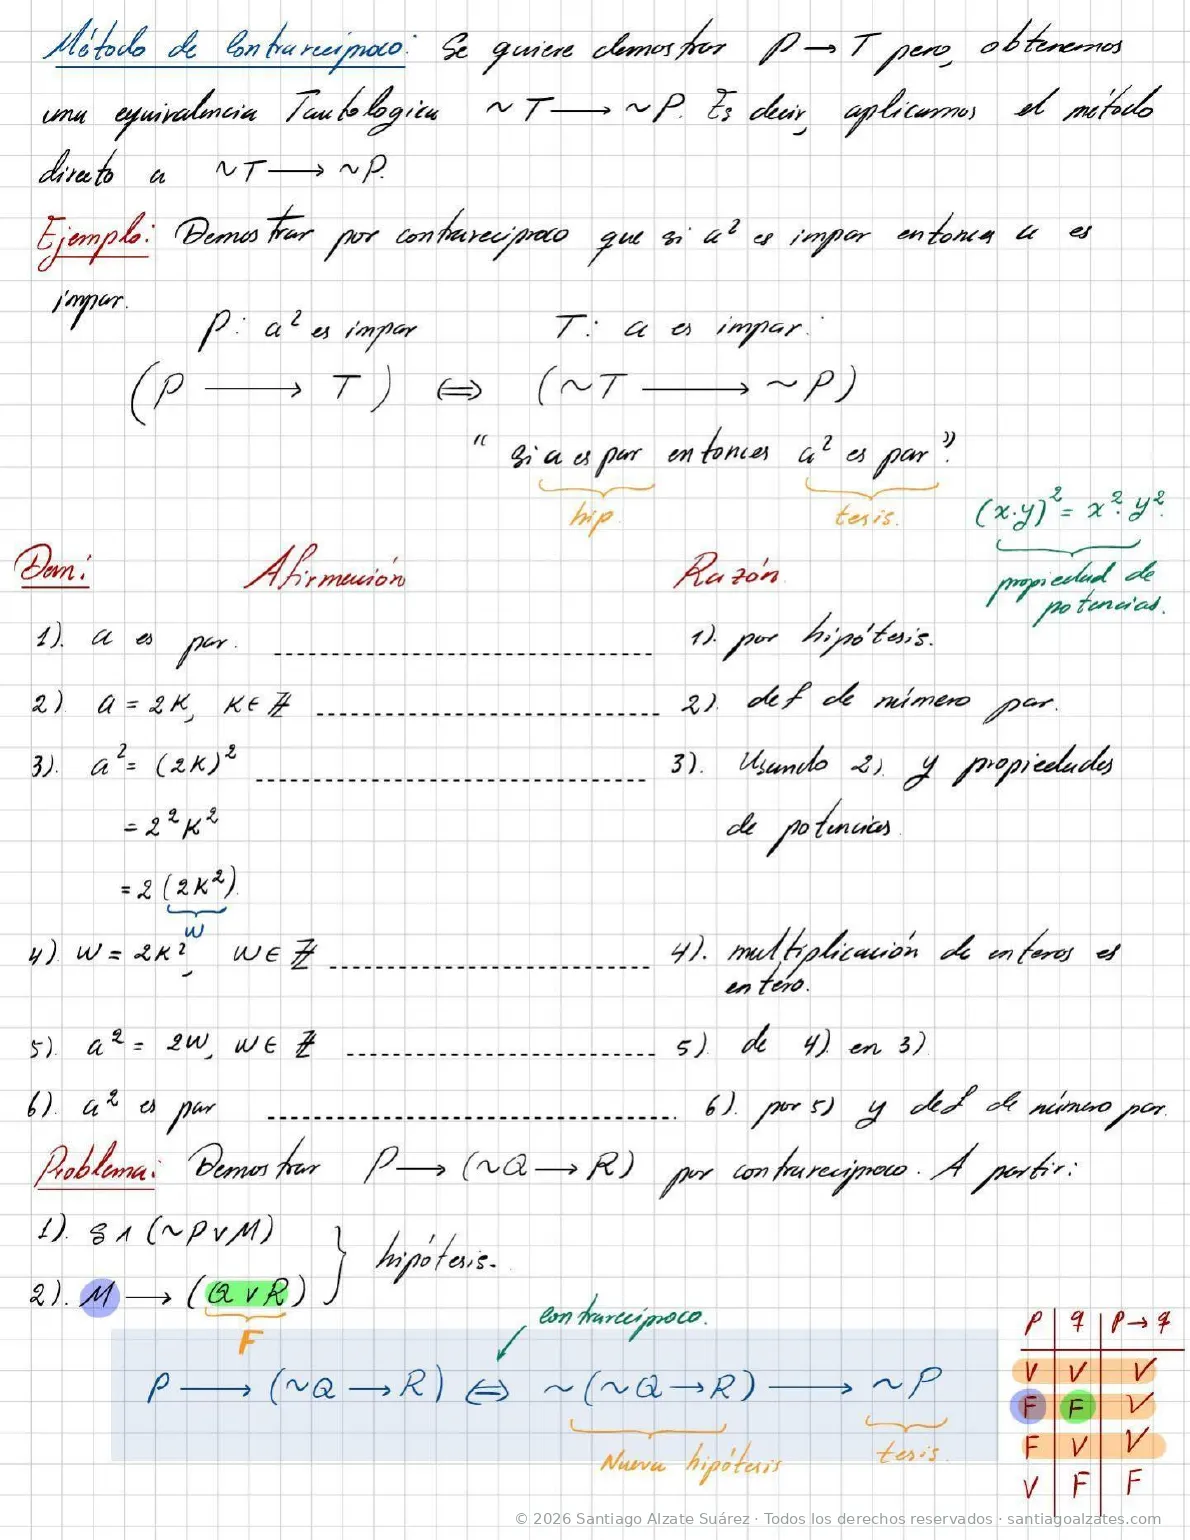 Método de Contrarecíproco: Se quiere demostrar P → T pero, obtenemos
una equivalencia Tautologica ~T → ~P. Es decir, aplicamos el método
directo a ~T → ~P.
Ejemplo: Demostrar por contrarecíproco que si a² es impar entonces a es
impar.
P: a² es impar T: a es impar.
(P → T) ⇔ (~T → ~P)
"si a es par entonces a² es par".
hip. tesis.
(x·y)² = x²·y².
propiedad de
potencias.
Dem: Afirmación Razón
1). a es par. 1). por hipótesis.
2). a = 2K, K∈ℤ 2). def de número par.
3). a² = (2K)² 3). Usando 2). y propiedades
= 2²K² de potencias.
= 2(2K²).
w
4). w = 2K², w∈ℤ 4). multiplicación de enteros es
entero.
5). a² = 2w, w∈ℤ 5). de 4). en 3).
6). a² es par 6). por 5) y def de número par.
Problema: Demostrar P → (~Q → R) por contrarecíproco. A partir:
1). S ∧ (~P ∨ M)
hipótesis.
2). M → (Q ∨ R)
F
contrarecíproco.
P → (~Q → R) ⇔ ~(~Q → R) → ~P
Nueva hipótesis tesis.
P q P → q
V V V
F F V
F V V
V F F
© 2026 Santiago Alzate Suárez · Todos los derechos reservados · santiagoalzates.com